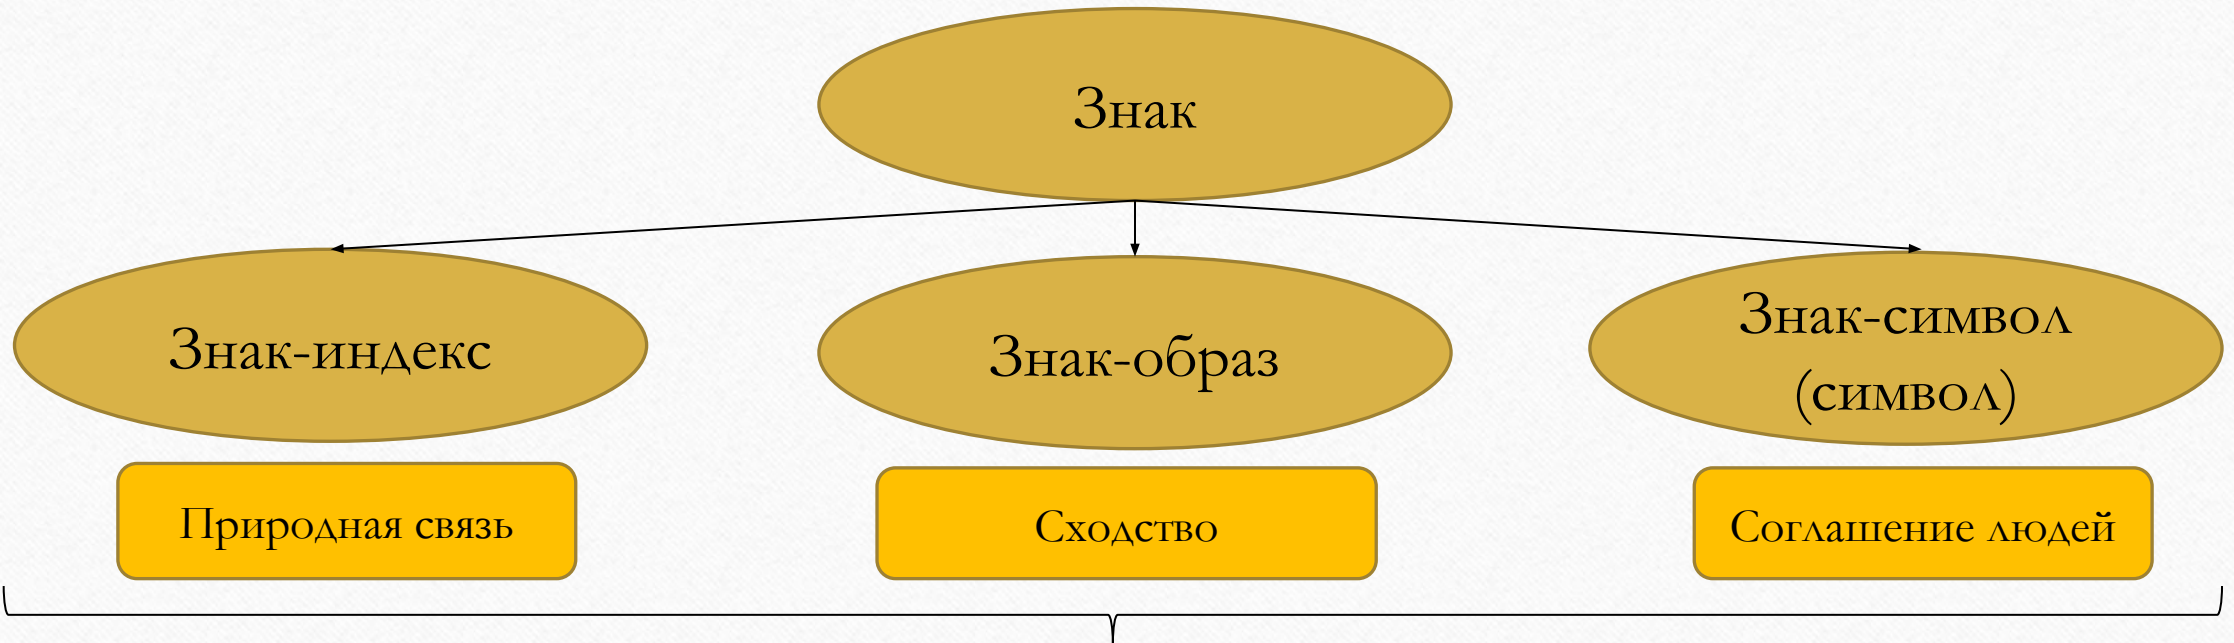 Знак
Знак-индекс
Знак-образ
Знак-символ
(символ)
Природная связь
Сходство
Соглашение людей